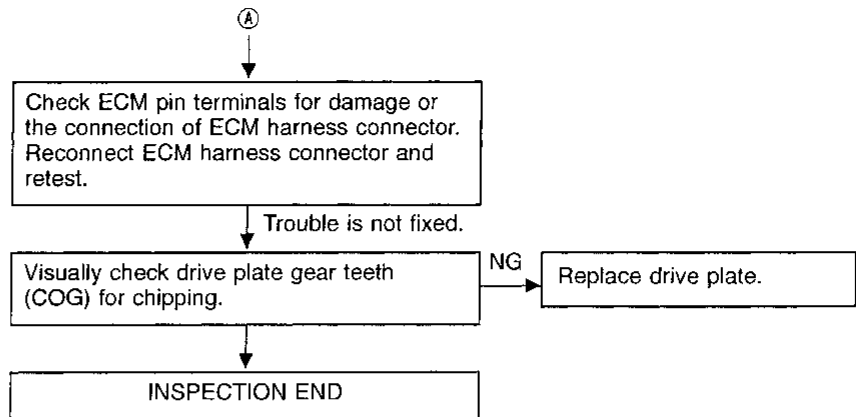 Ⓐ
Check ECM pin terminals for damage or
the connection of ECM harness connector.
Reconnect ECM harness connector and
retest.
Trouble is not fixed.
Visually check drive plate gear teeth
(COG) for chipping.
NG
Replace drive plate.
INSPECTION END